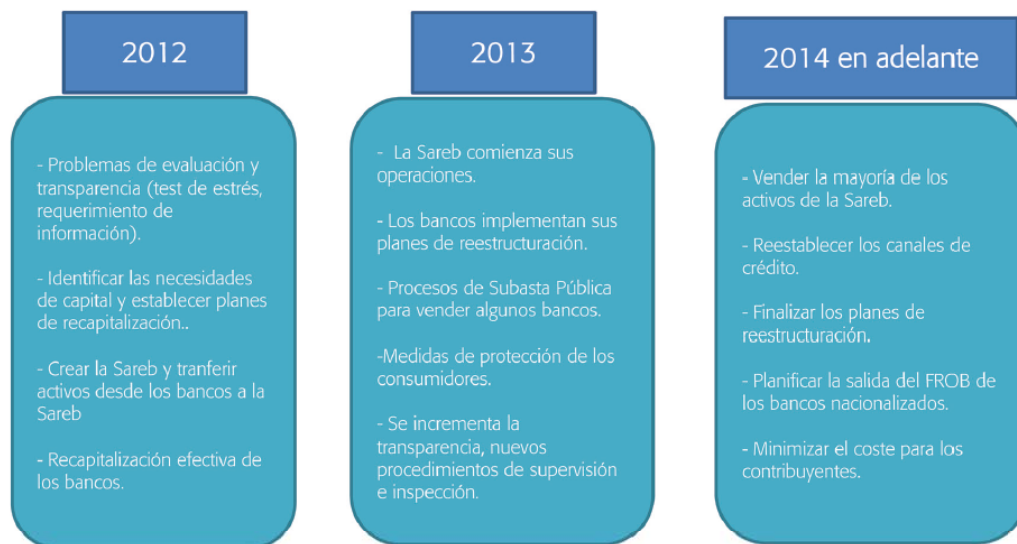 2012
- Problemas de evaluación y
transparencia (test de estrés,
requerimiento de
información).
- Identificar las necesidades
de capital y establecer planes
de recapitalización..
- Crear la Sareb y tranferir
activos desde los bancos a la
Sareb
- Recapitalización efectiva de
los bancos.
2013
- La Sareb comienza sus
operaciones.
- Los bancos implementan sus
planes de reestructuración.
- Procesos de Subasta Pública
para vender algunos bancos.
-Medidas de protección de los
consumidores.
- Se incrementa la
transparencia, nuevos
procedimientos de supervisión
e inspección.
2014 en adelante
- Vender la mayoría de los
activos de la Sareb.
- Reestablecer los canales de
crédito.
- Finalizar los planes de
reestructuración.
- Planificar la salida del FROB de
los bancos nacionalizados.
- Minimizar el coste para los
contribuyentes.